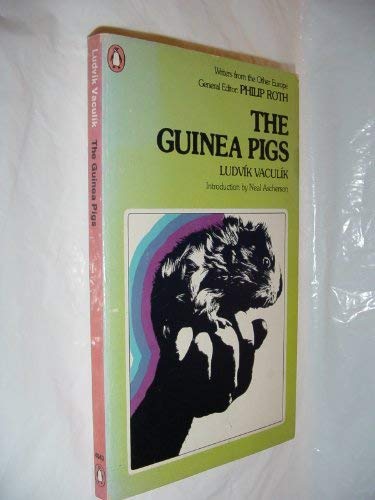 Ludvík Vaculík The Guinea Pigs
Writers from the Other Europe
General Editor: PHILIP ROTH
THE
GUINEA PIGS
LUDVÍK VACULÍK
Introduction by Neal Ascherson